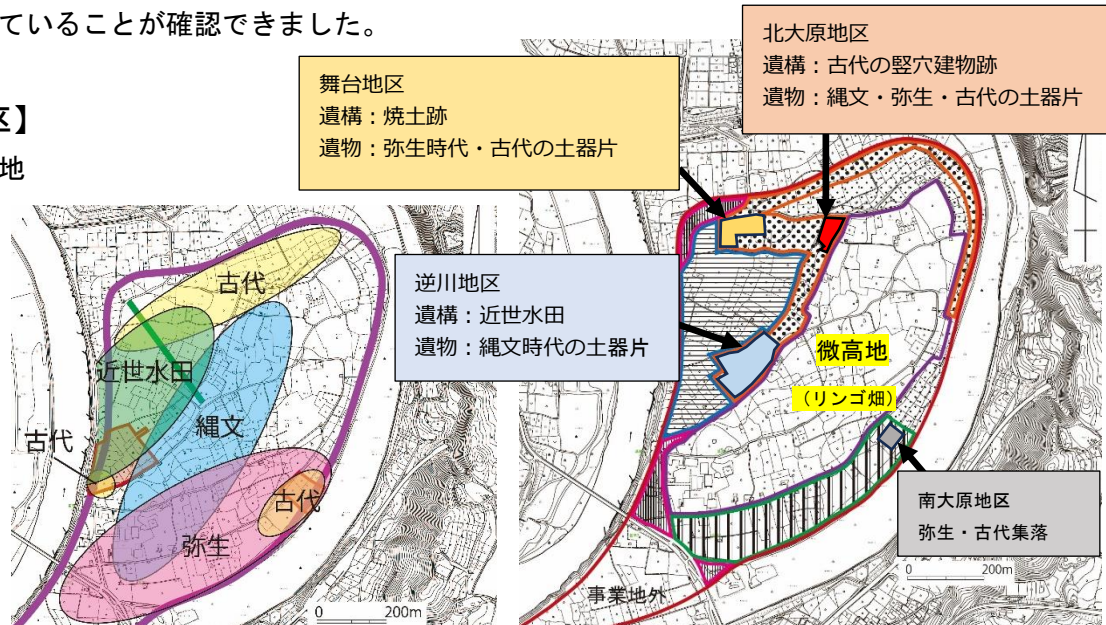 ていることが確認できました。
区】
地
舞台地区
遺構：焼土跡
遺物：弥生時代・古代の土器片
北大原地区
遺構：古代の竪穴建物跡
遺物：縄文・弥生・古代の土器片
逆川地区
遺構：近世水田
遺物：縄文時代の土器片
古代
近世水田
縄文
古代
古代
弥生
0 200m
微高地
（リンゴ畑）
南大原地区
弥生・古代集落
0 200m
事業地外